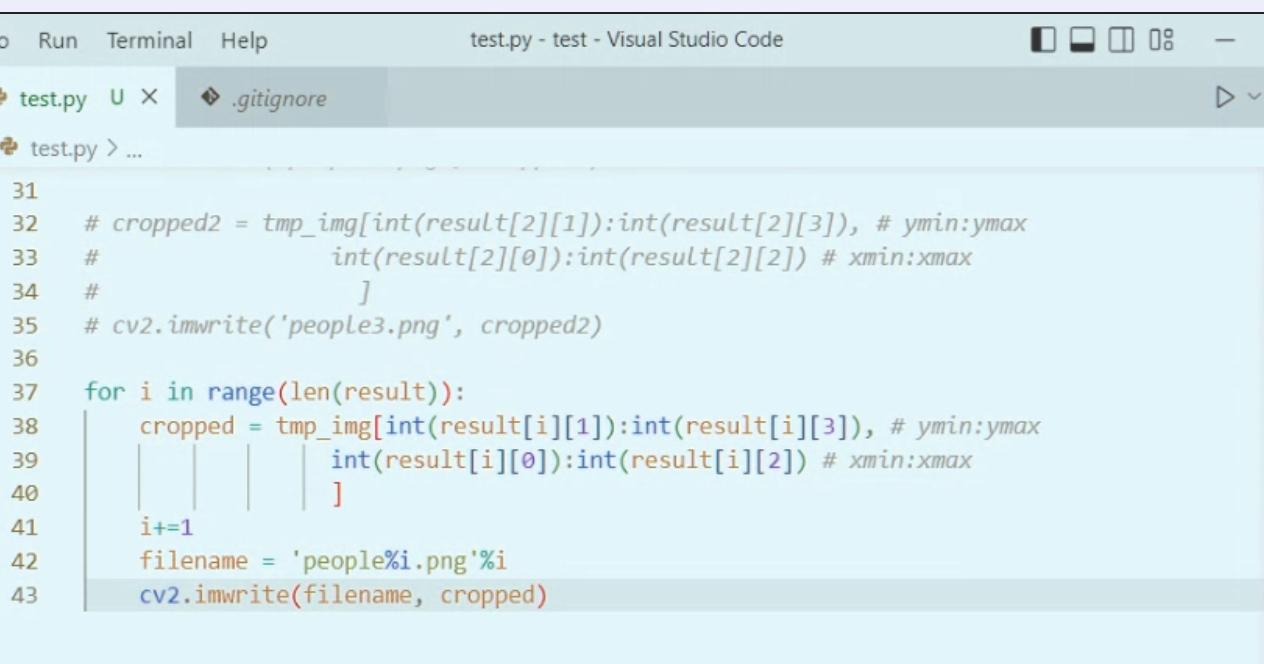 Run Terminal Help test.py - test - Visual Studio Code
test.py U .gitignore
test.py > ...
31
32 # cropped2 = tmp_img[int(result[2][1]):int(result[2][3]), # ymin:ymax
33 #                 int(result[2][0]):int(result[2][2]) # xmin:xmax
34 #                   ]
35 # cv2.imwrite('people3.png', cropped2)
36
37 for i in range(len(result)):
38     cropped = tmp_img[int(result[i][1]):int(result[i][3]), # ymin:ymax
39                   int(result[i][0]):int(result[i][2]) # xmin:xmax
40                   ]
41     i+=1
42     filename = 'people%i.png'%i
43     cv2.imwrite(filename, cropped)